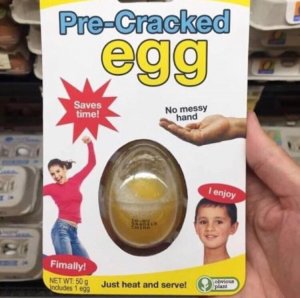 Pre-Cracked
egg
Saves
time!
No messy
hand
I enjoy
Fimally!
NET WT: 50 g
includes 1 egg
Just heat and serve!
obvious
plant